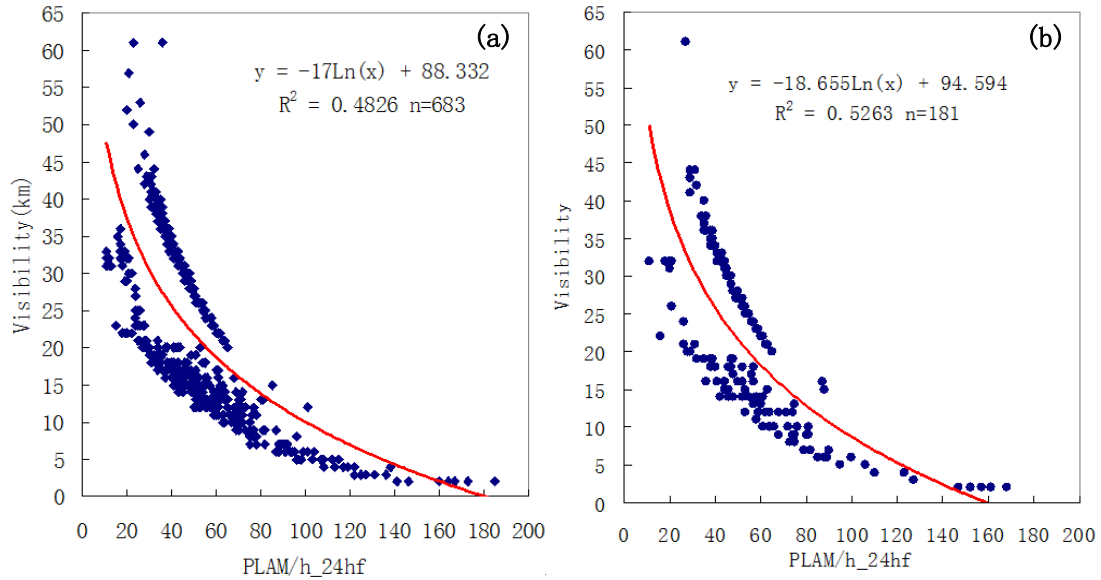 (a)
y = -17Ln(x) + 88.332
R² = 0.4826 n=683
Visibility(km)
65
60
55
50
45
40
35
30
25
20
15
10
5
0
0 20 40 60 80 100 120 140 160 180 200
PLAM/h_24hf
(b)
y = -18.655Ln(x) + 94.594
R² = 0.5263 n=181
Visibility
65
60
55
50
45
40
35
30
25
20
15
10
5
0
0 20 40 60 80 100 120 140 160 180 200
PLAM/h_24hf